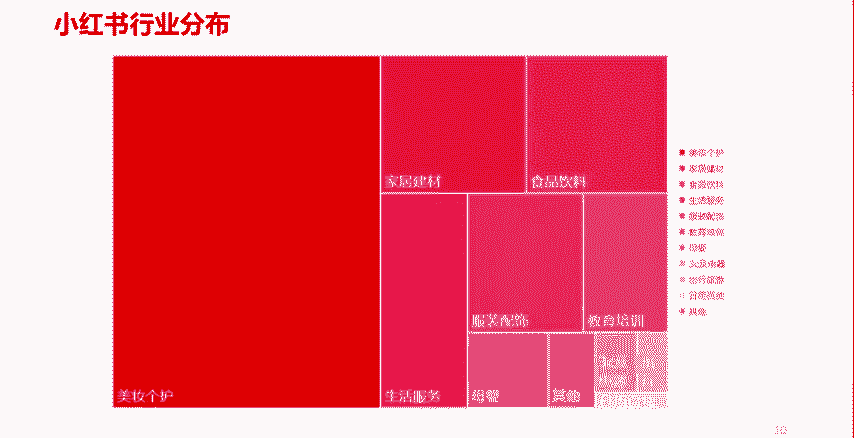 小红书行业分布
家居建材
食品饮料
服装配饰
教育培训
美妆个护
生活服务
母婴
其他
美妆个护
家居建材
食品饮料
生活服务
服装配饰
教育培训
母婴
其他